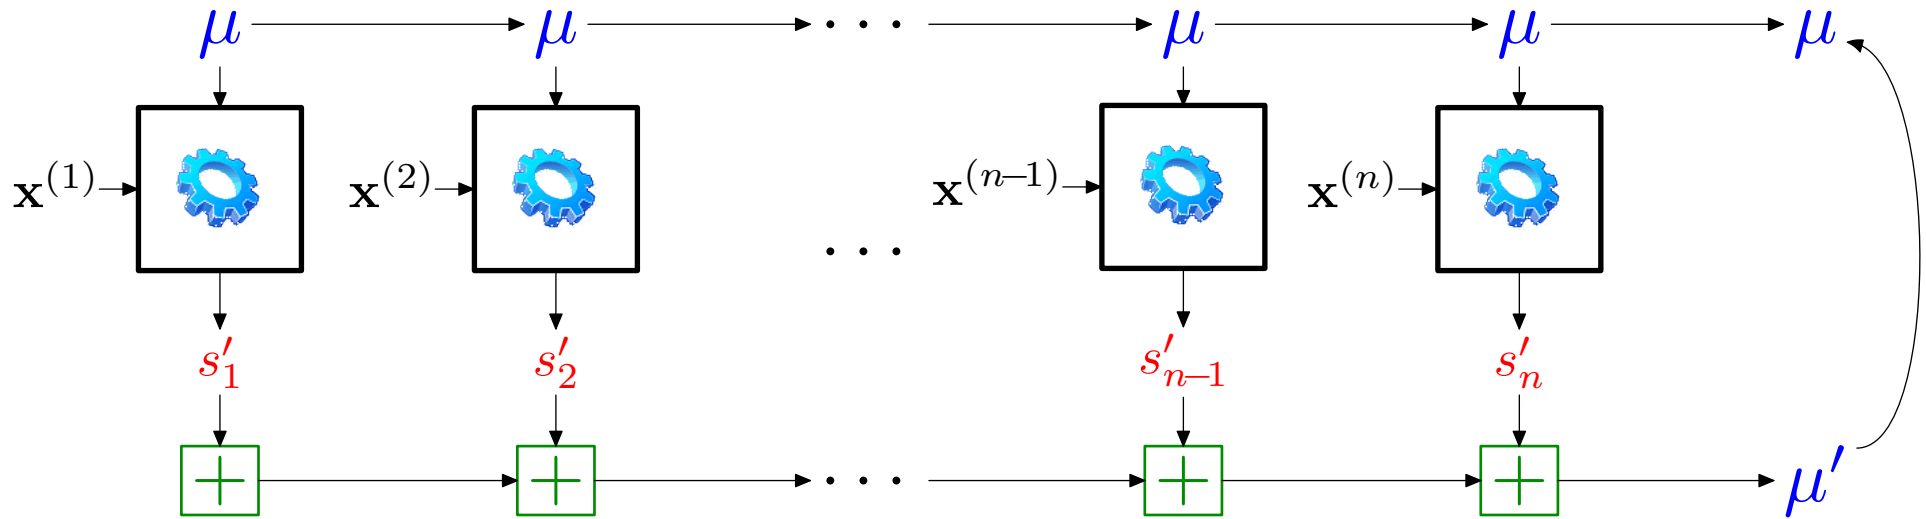 μ μ ··· μ μ μ
x^(1) x^(2) x^(n−1) x^(n)
···
s′₁ s′₂ s′ₙ₋₁ s′ₙ
+ + ··· + + μ′